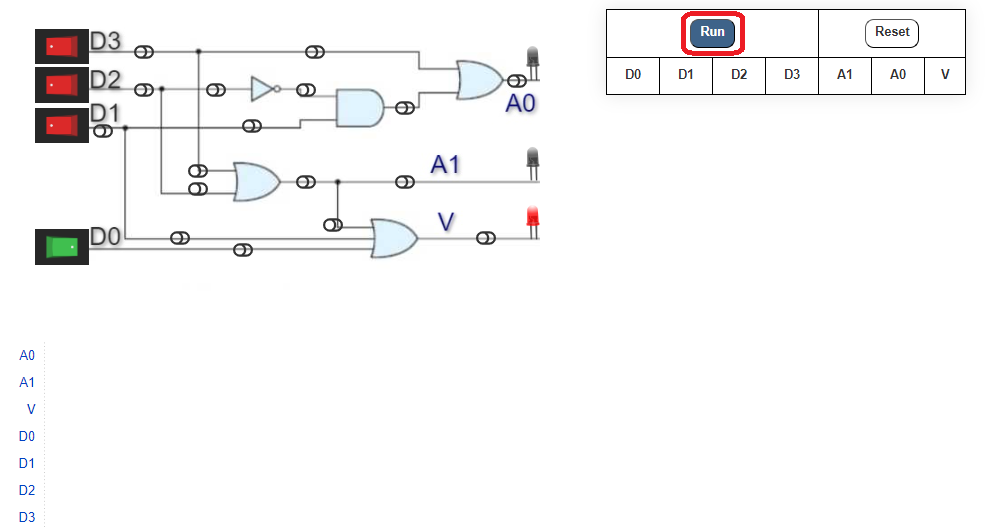 D3
D2
D1
D0
A0
A1
V
Run
Reset
D0 D1 D2 D3 A1 A0 V
A0
A1
V
D0
D1
D2
D3